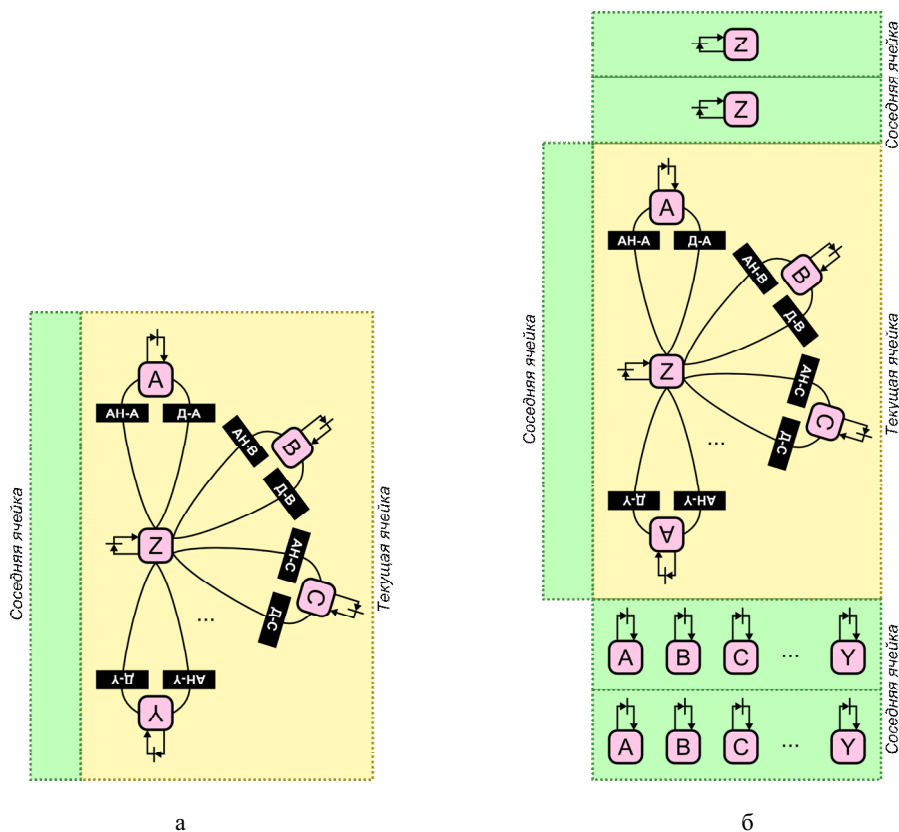 Соседняя ячейка
A
АН-A
Д-A
B
АН-B
Д-B
Z
АН-C
C
Д-C
...
Д-Y
АН-Y
Y
Текущая ячейка
а
Z
Соседняя ячейка
Z
Соседняя ячейка
A
АН-A
Д-A
B
АН-B
Д-B
Z
АН-C
C
Д-C
...
Д-Y
АН-Y
A
Текущая ячейка
A B C ... Y
A B C ... Y
Соседняя ячейка
б